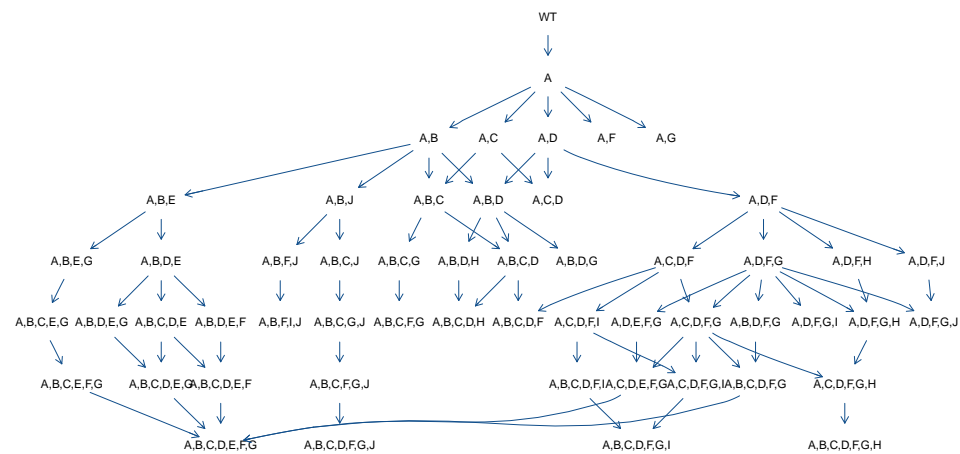 WT
A
A,B A,C A,D A,F A,G
A,B,E A,B,J A,B,C A,B,D A,C,D A,D,F
A,B,E,G A,B,D,E A,B,F,J A,B,C,J A,B,C,G A,B,D,H A,B,C,D A,B,D,G A,C,D,F A,D,F,G A,D,F,H A,D,F,J
A,B,C,E,G A,B,D,E,G A,B,C,D,E A,B,D,E,F A,B,F,I,J A,B,C,G,J A,B,C,F,G A,B,C,D,H A,B,C,D,F A,C,D,F,I A,D,E,F,G A,C,D,F,G A,B,D,F,G A,D,F,G,I A,D,F,G,H A,D,F,G,J
A,B,C,E,F,G A,B,C,D,E,G A,B,C,D,E,F A,B,C,F,G,J A,B,C,D,F,I A,C,D,E,F,G A,C,D,F,G,I A,B,C,D,F,G A,C,D,F,G,H
A,B,C,D,E,F,G A,B,C,D,F,G,J A,B,C,D,F,G,I A,B,C,D,F,G,H